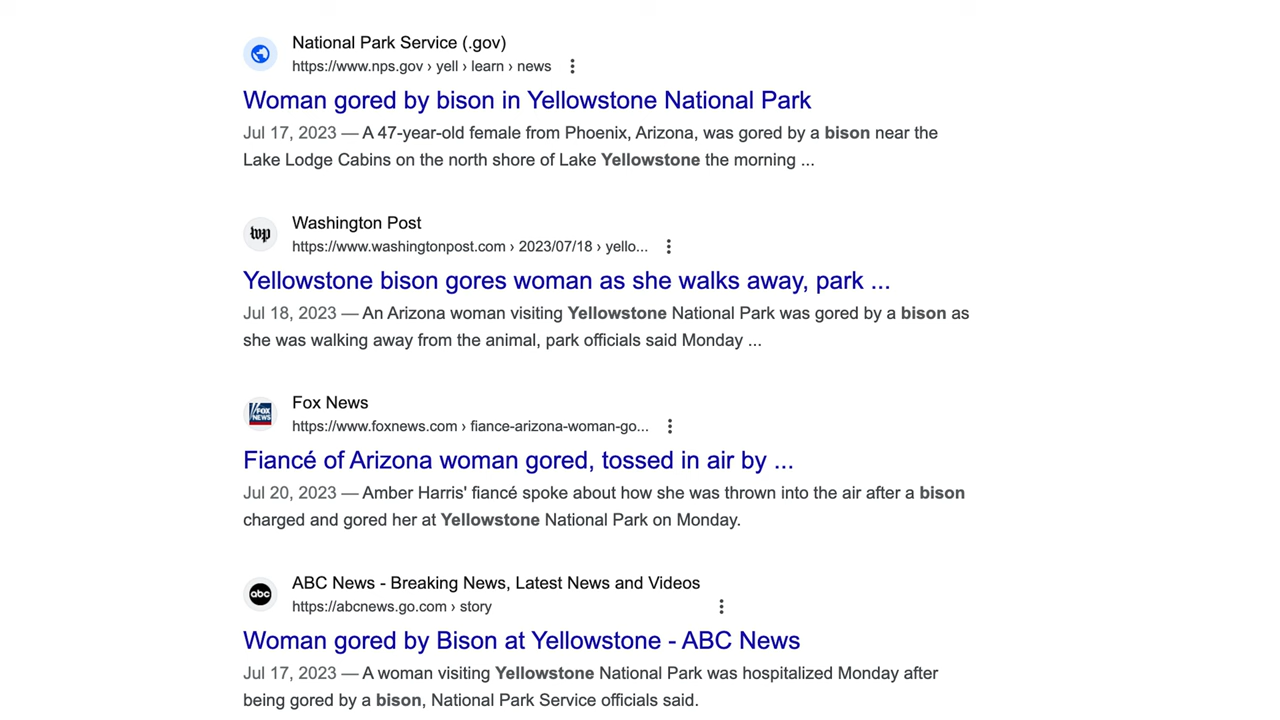 National Park Service (.gov)
https://www.nps.gov › yell › learn › news
Woman gored by bison in Yellowstone National Park
Jul 17, 2023 — A 47-year-old female from Phoenix, Arizona, was gored by a bison near the
Lake Lodge Cabins on the north shore of Lake Yellowstone the morning ...
wp
Washington Post
https://www.washingtonpost.com › 2023/07/18 › yello...
Yellowstone bison gores woman as she walks away, park ...
Jul 18, 2023 — An Arizona woman visiting Yellowstone National Park was gored by a bison as
she was walking away from the animal, park officials said Monday ...
FOX NEWS
Fox News
https://www.foxnews.com › fiance-arizona-woman-go...
Fiancé of Arizona woman gored, tossed in air by ...
Jul 20, 2023 — Amber Harris' fiancé spoke about how she was thrown into the air after a bison
charged and gored her at Yellowstone National Park on Monday.
abc
ABC News - Breaking News, Latest News and Videos
https://abcnews.go.com › story
Woman gored by Bison at Yellowstone - ABC News
Jul 17, 2023 — A woman visiting Yellowstone National Park was hospitalized Monday after
being gored by a bison, National Park Service officials said.